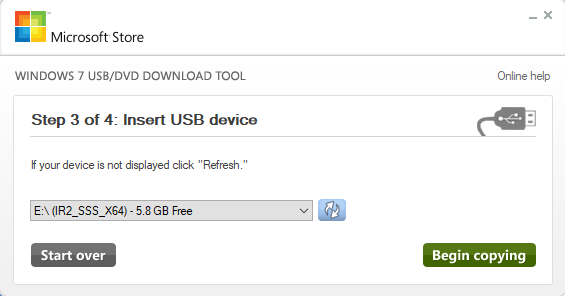 Microsoft Store
WINDOWS 7 USB/DVD DOWNLOAD TOOL
Online help
Step 3 of 4: Insert USB device
If your device is not displayed click "Refresh."
E:\ (IR2_SSS_X64) - 5.8 GB Free
Start over
Begin copying